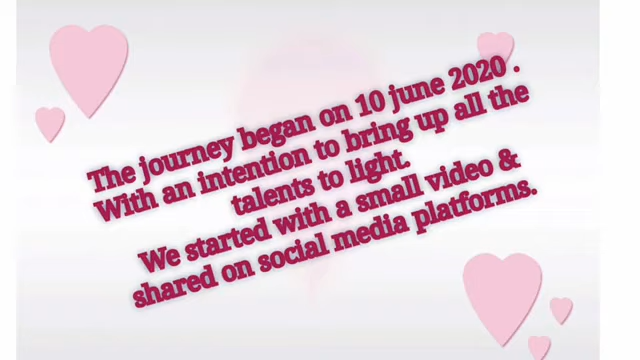 The journey began on 10 june 2020 .
With an intention to bring up all the
talents to light.
We started with a small video &
shared on social media platforms.